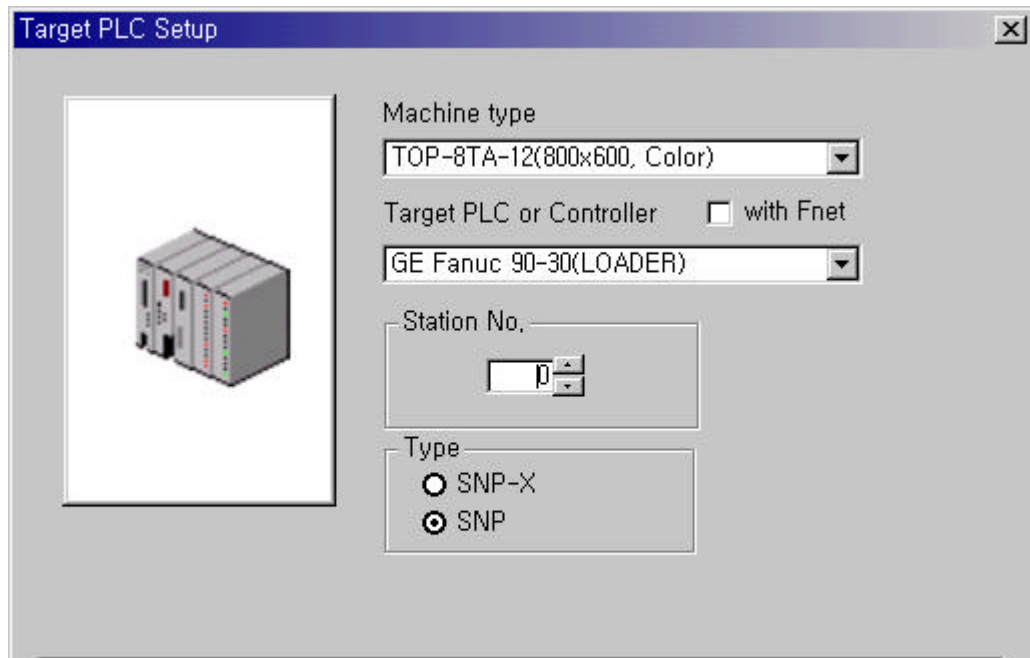 Target PLC Setup
Machine type
TOP-8TA-12(800x600, Color)
Target PLC or Controller
with Fnet
GE Fanuc 90-30(LOADER)
Station No,
0
Type
SNP-X
SNP